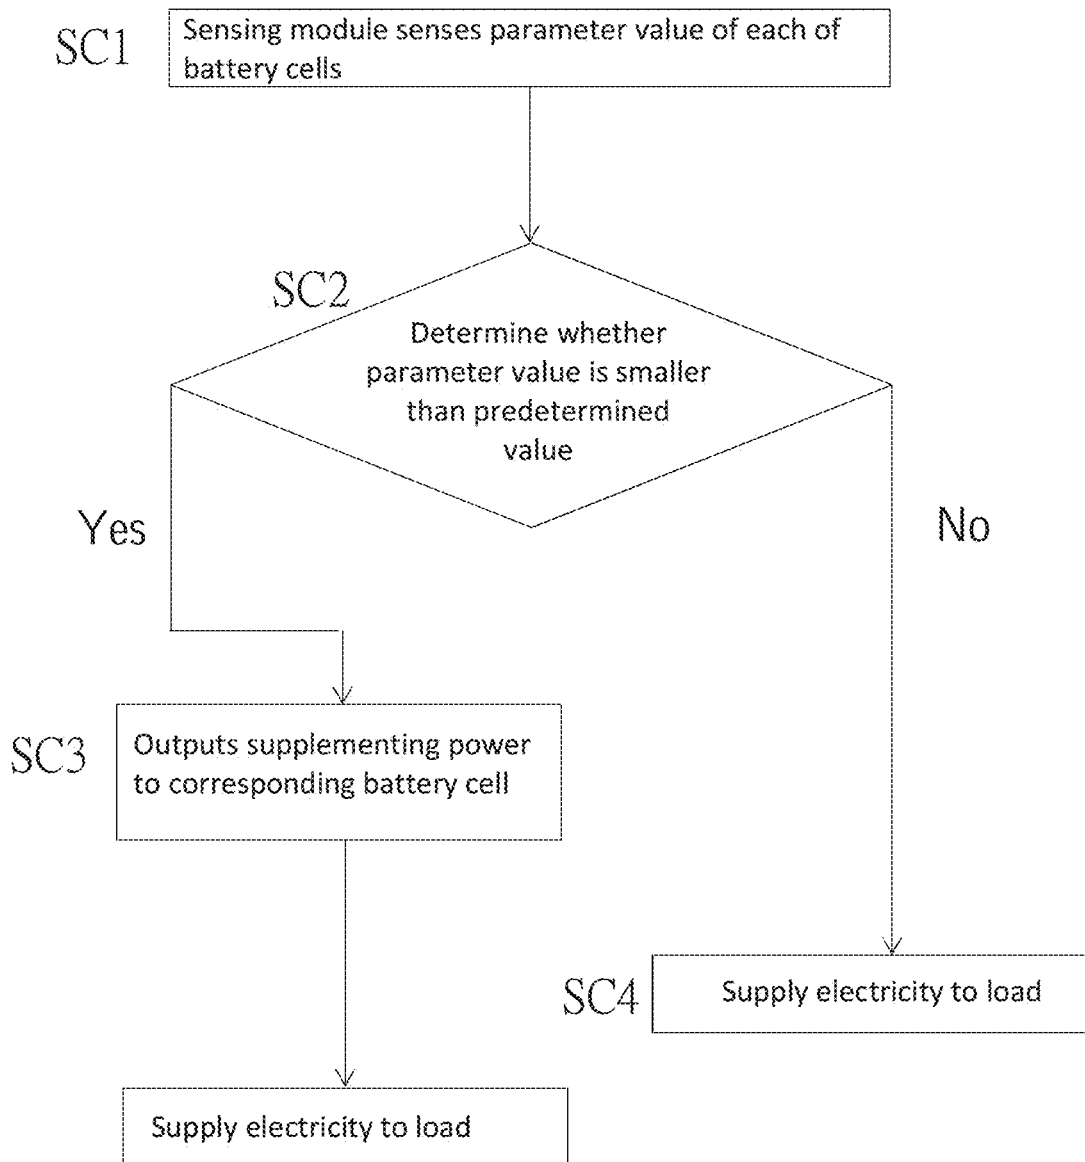 SC1
Sensing module senses parameter value of each of
battery cells
SC2
Determine whether
parameter value is smaller
than predetermined
value
Yes
No
SC3
Outputs supplementing power
to corresponding battery cell
SC4
Supply electricity to load
Supply electricity to load